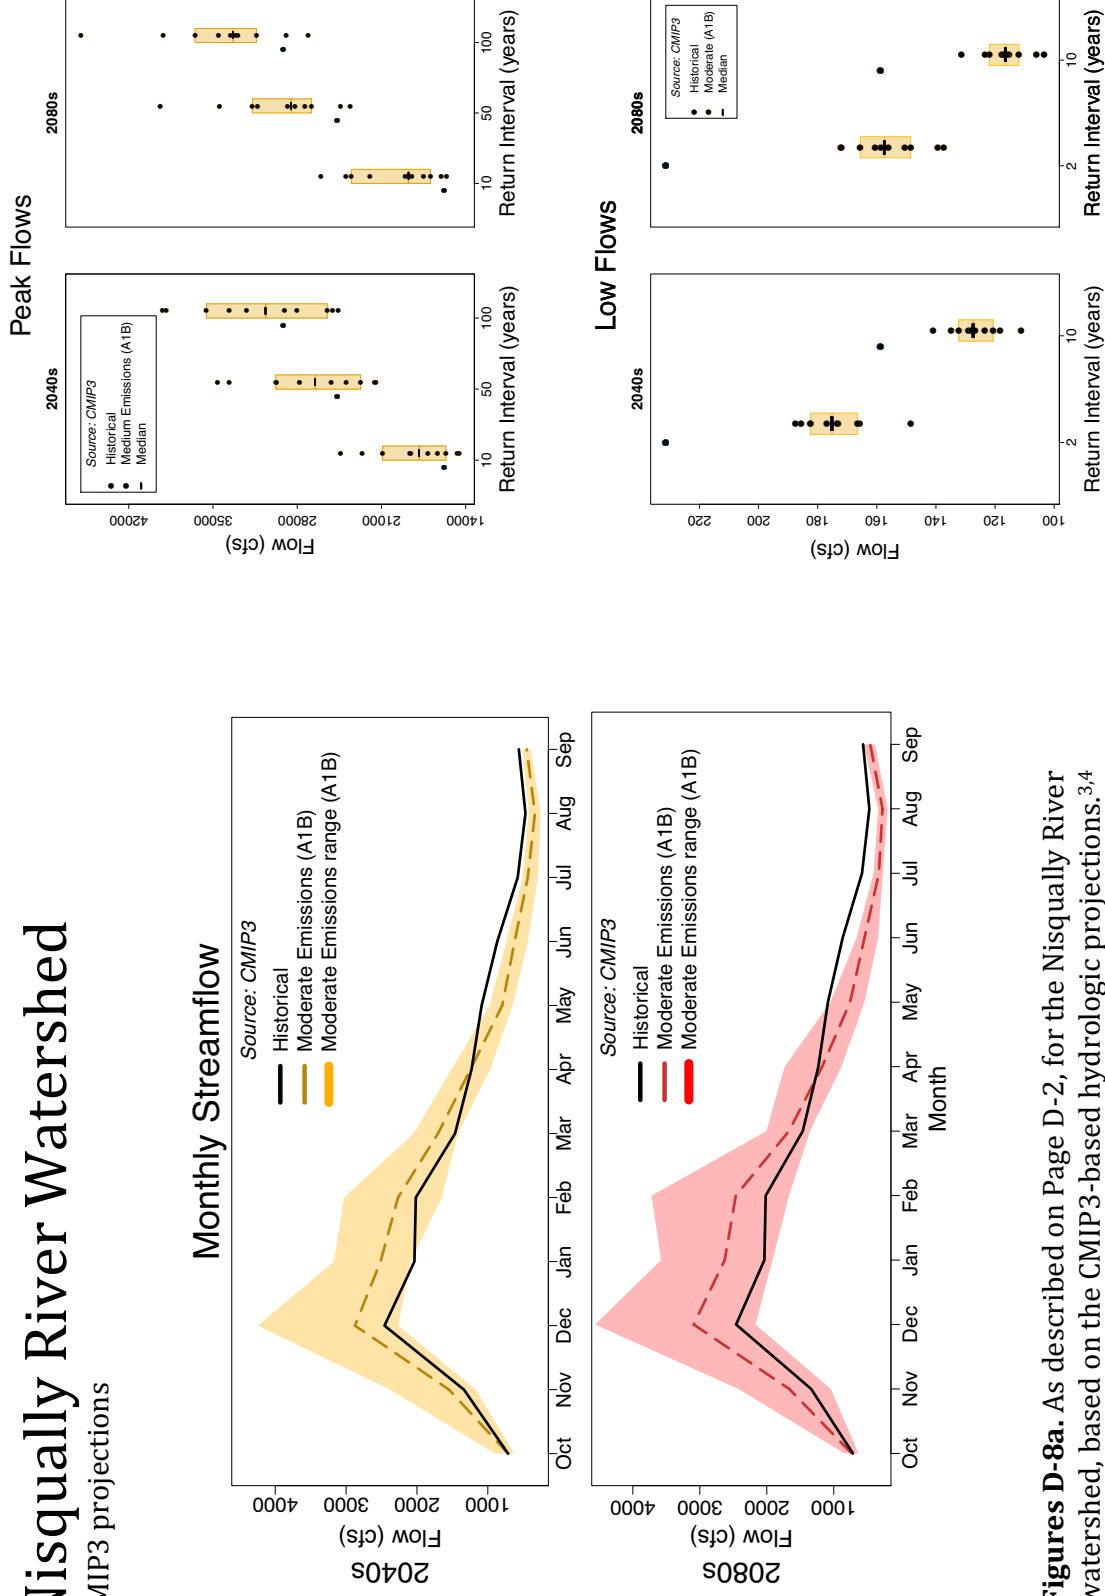 Nisqually River Watershed
MIP3 projections
Monthly Streamflow
2040s
Flow (cfs)
4000
3000
2000
1000
Source: CMIP3
Historical
Moderate Emissions (A1B)
Moderate Emissions range (A1B)
Oct Nov Dec Jan Feb Mar Apr May Jun Jul Aug Sep
2080s
Flow (cfs)
4000
3000
2000
1000
Source: CMIP3
Historical
Moderate Emissions (A1B)
Moderate Emissions range (A1B)
Oct Nov Dec Jan Feb Mar Apr May Jun Jul Aug Sep
Month
Peak Flows
2040s
Flow (cfs)
42000
35000
28000
21000
14000
Source: CMIP3
Historical
Medium Emissions (A1B)
Median
10 50 100
Return Interval (years)
2080s
10 50 100
Return Interval (years)
Low Flows
2040s
Flow (cfs)
220
200
180
160
140
120
100
2 10
Return Interval (years)
2080s
Source: CMIP3
Historical
Moderate (A1B)
Median
2 10
Return Interval (years)
Figures D-8a. As described on Page D-2, for the Nisqually River
watershed, based on the CMIP3-based hydrologic projections.3,4